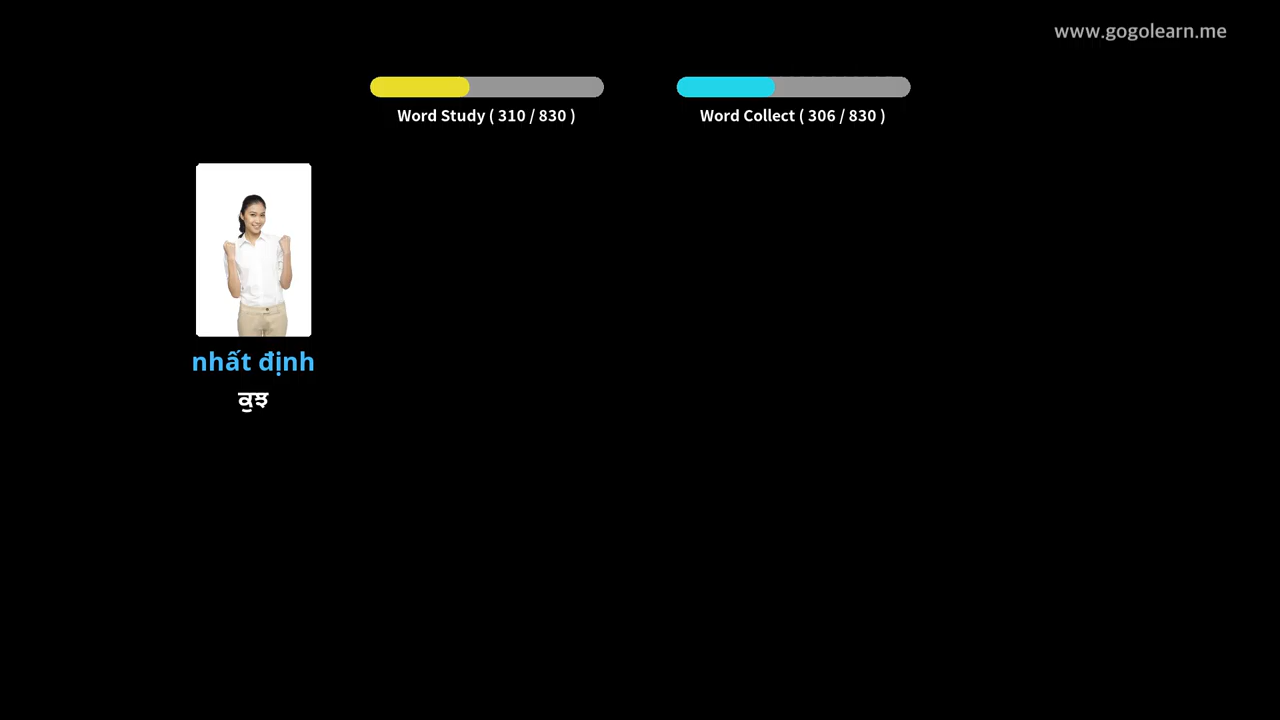 www.gogolearn.me
Word Study ( 310 / 830 )
Word Collect ( 306 / 830 )
nhất định
ਕੁਝ